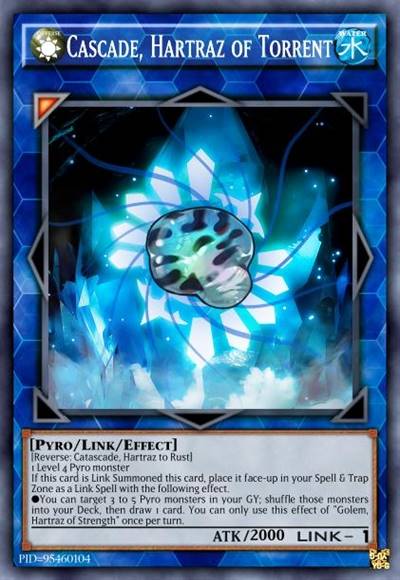 Cascade, Hartraz of Torrent
WATER
水
[Pyro/Link/Effect]
[Reverse: Catascade, Hartraz to Rust]
1 Level 4 Pyro monster
If this card is Link Summoned this card, place it face-up in your Spell & Trap
Zone as a Link Spell with the following effect.
●You can target 3 to 5 Pyro monsters in your GY; shuffle those monsters
into your Deck, then draw 1 card. You can only use this effect of "Golem,
Hartraz of Strength" once per turn.
ATK/2000 LINK- 1
PID=95460104